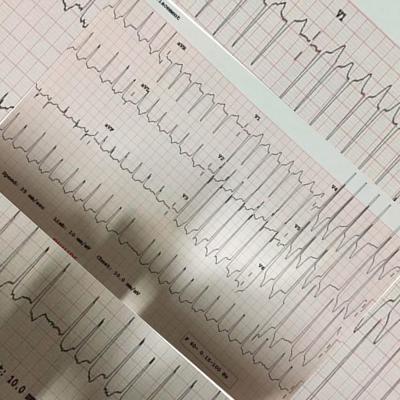 V1
aVR
aVL
aVF
V1
V2
V3
V4
V5
V6
Speed: 25 mm/sec
Limb: 10 mm/mV
Chest: 10.0 mm/mV
F 60~ 0.15-100 Hz
: 10.0 m